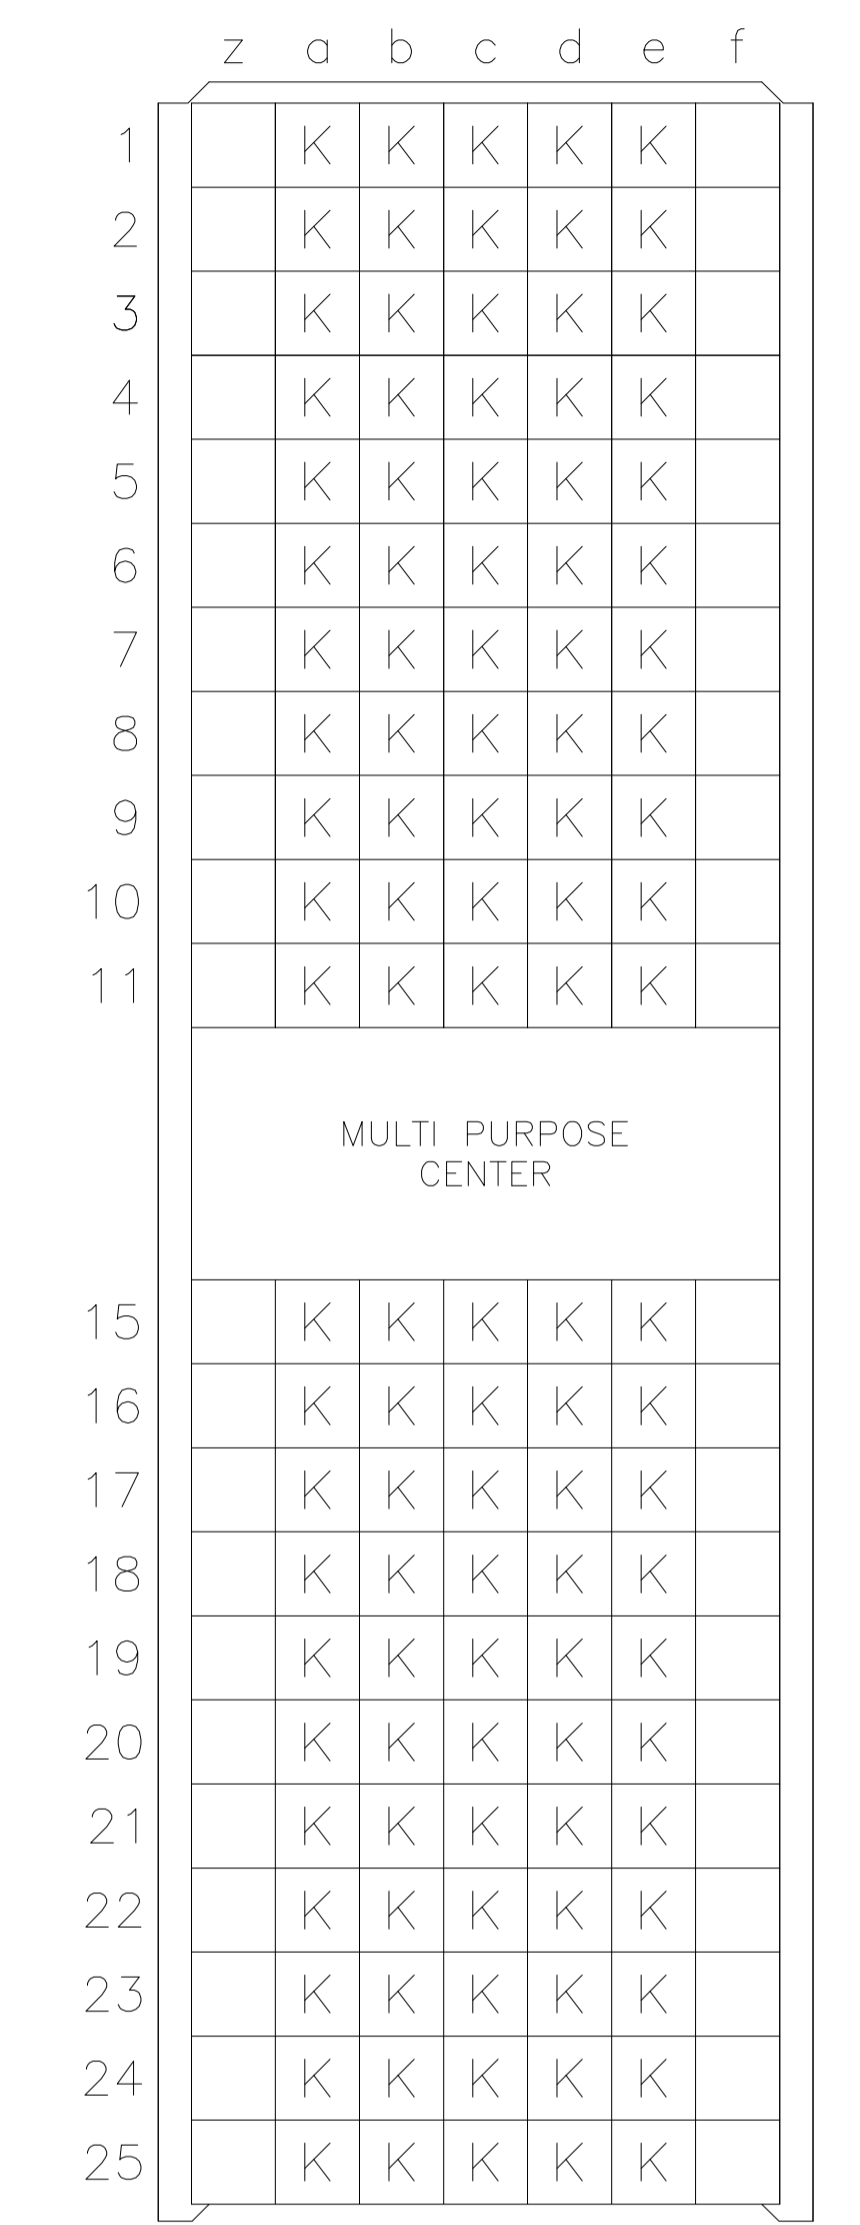 z a b c d e f
1 K K K K K
2 K K K K K
3 K K K K K
4 K K K K K
5 K K K K K
6 K K K K K
7 K K K K K
8 K K K K K
9 K K K K K
10 K K K K K
11 K K K K K
MULTI PURPOSE
CENTER
15 K K K K K
16 K K K K K
17 K K K K K
18 K K K K K
19 K K K K K
20 K K K K K
21 K K K K K
22 K K K K K
23 K K K K K
24 K K K K K
25 K K K K K